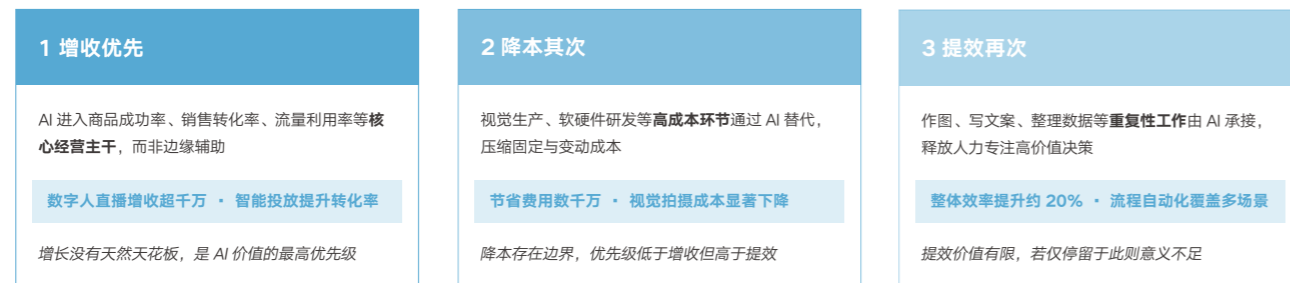 1 增收优先
AI 进入商品成功率、销售转化率、流量利用率等核
心经营主干，而非边缘辅助
数字人直播增收超千万 · 智能投放提升转化率
增长没有天然天花板，是 AI 价值的最高优先级
2 降本其次
视觉生产、软硬件研发等高成本环节通过 AI 替代，
压缩固定与变动成本
节省费用数千万 · 视觉拍摄成本显著下降
降本存在边界，优先级低于增收但高于提效
3 提效再次
作图、写文案、整理数据等重复性工作由 AI 承接，
释放人力专注高价值决策
整体效率提升约 20% · 流程自动化覆盖多场景
提效价值有限，若仅停留于此则意义不足